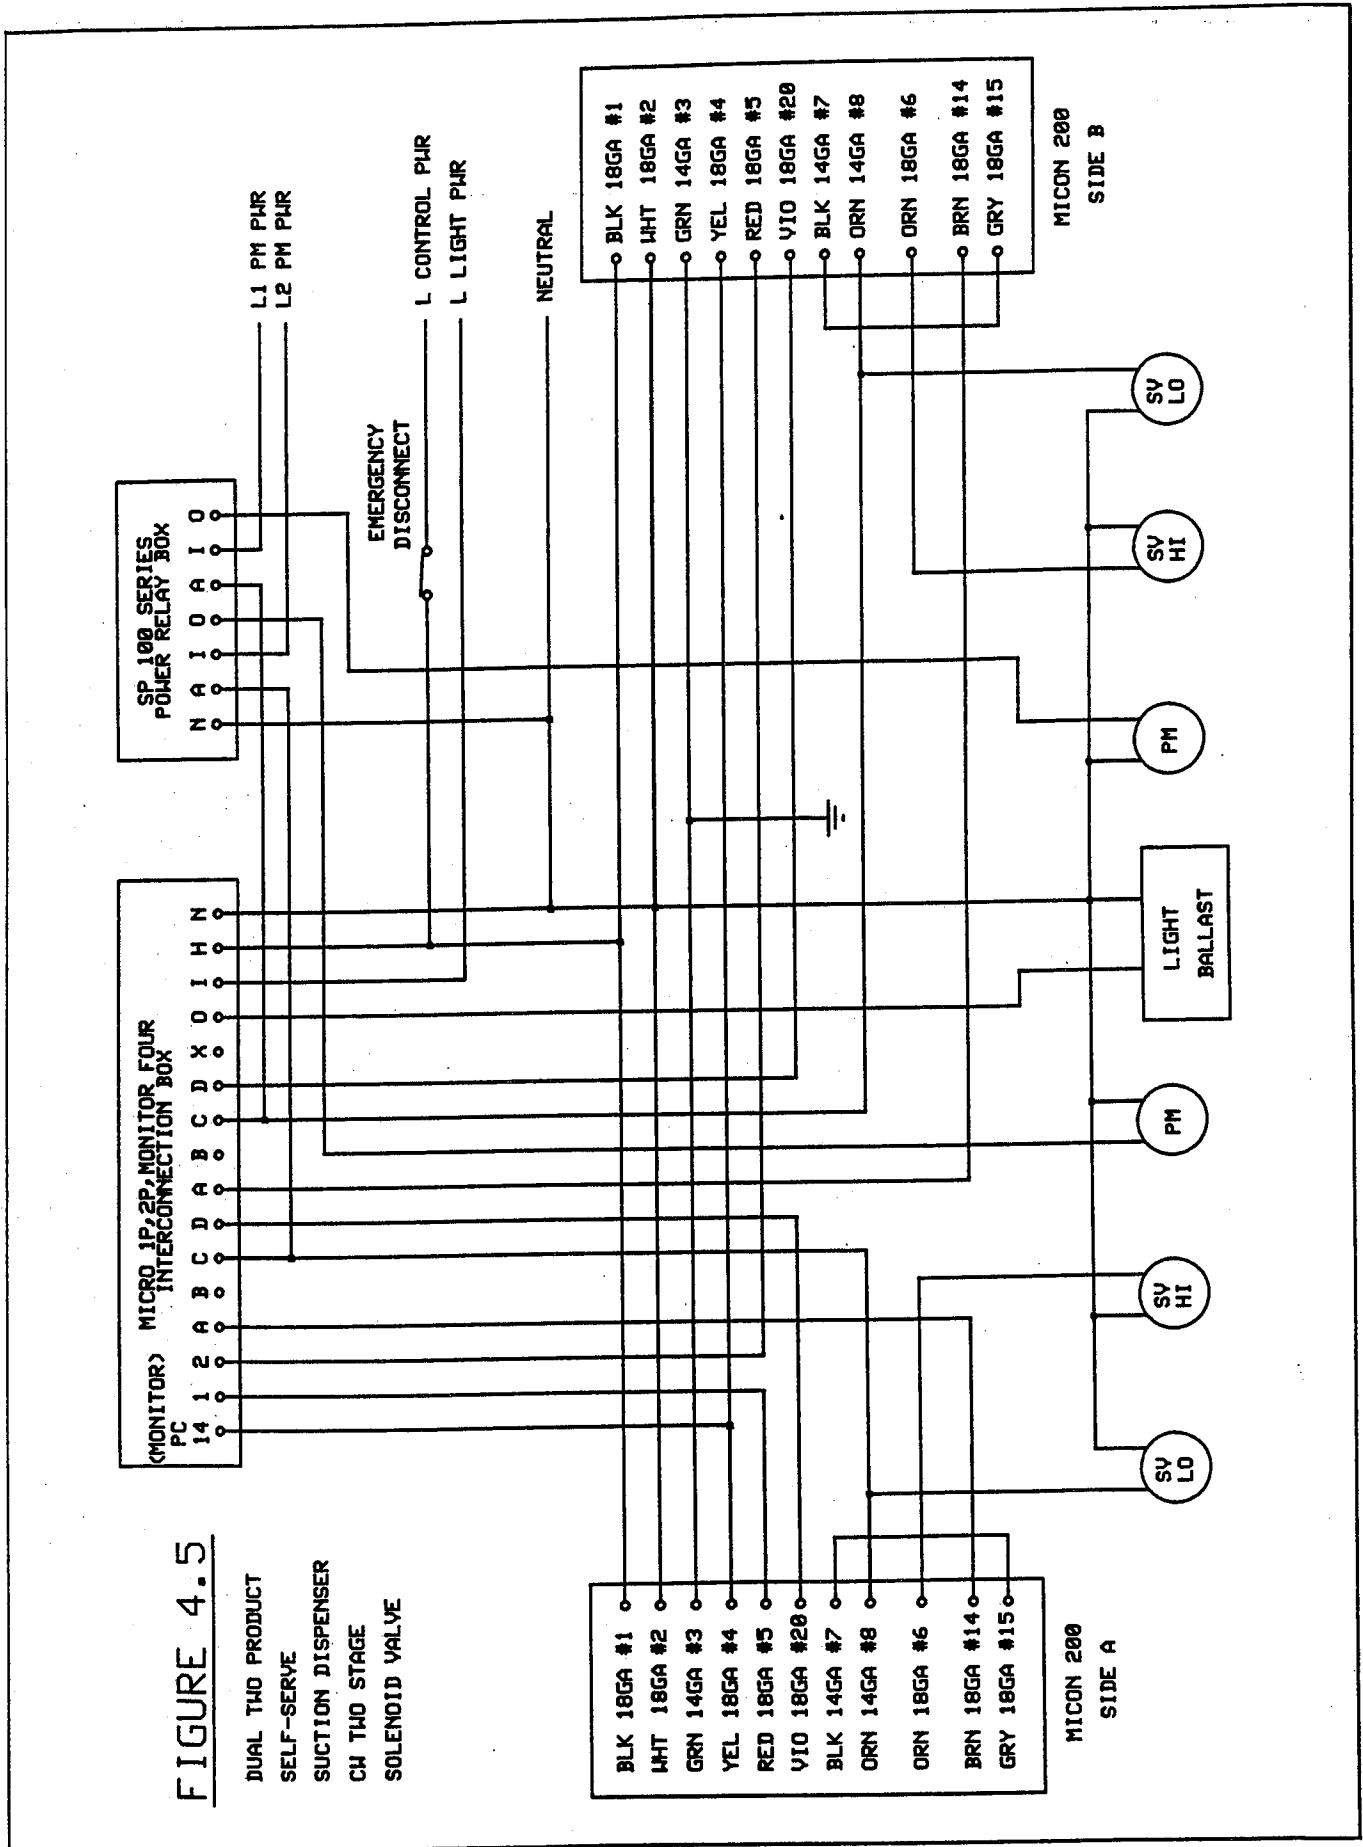 FIGURE 4.5
DUAL TWO PRODUCT
SELF-SERVE
SUCTION DISPENSER
CW TWO STAGE
SOLENOID VALVE
(MONITOR) MICRO 1P,2P,MONITOR FOUR
PC INTERCONNECTION BOX
14 1 2 A B C D A B C D X O I H N
SP 100 SERIES
POWER RELAY BOX
N A I O A I O
L1 PM PWR
L2 PM PWR
EMERGENCY
DISCONNECT
L CONTROL PWR
L LIGHT PWR
NEUTRAL
BLK 18GA #1
WHT 18GA #2
GRN 14GA #3
YEL 18GA #4
RED 18GA #5
VIO 18GA #20
BLK 14GA #7
ORN 14GA #8
ORN 18GA #6
BRN 18GA #14
GRY 18GA #15
MICON 200
SIDE A
BLK 18GA #1
WHT 18GA #2
GRN 14GA #3
YEL 18GA #4
RED 18GA #5
VIO 18GA #20
BLK 14GA #7
ORN 14GA #8
ORN 18GA #6
BRN 18GA #14
GRY 18GA #15
MICON 200
SIDE B
SV
LO
SV
HI
PM
LIGHT
BALLAST
PM
SV
HI
SV
LO